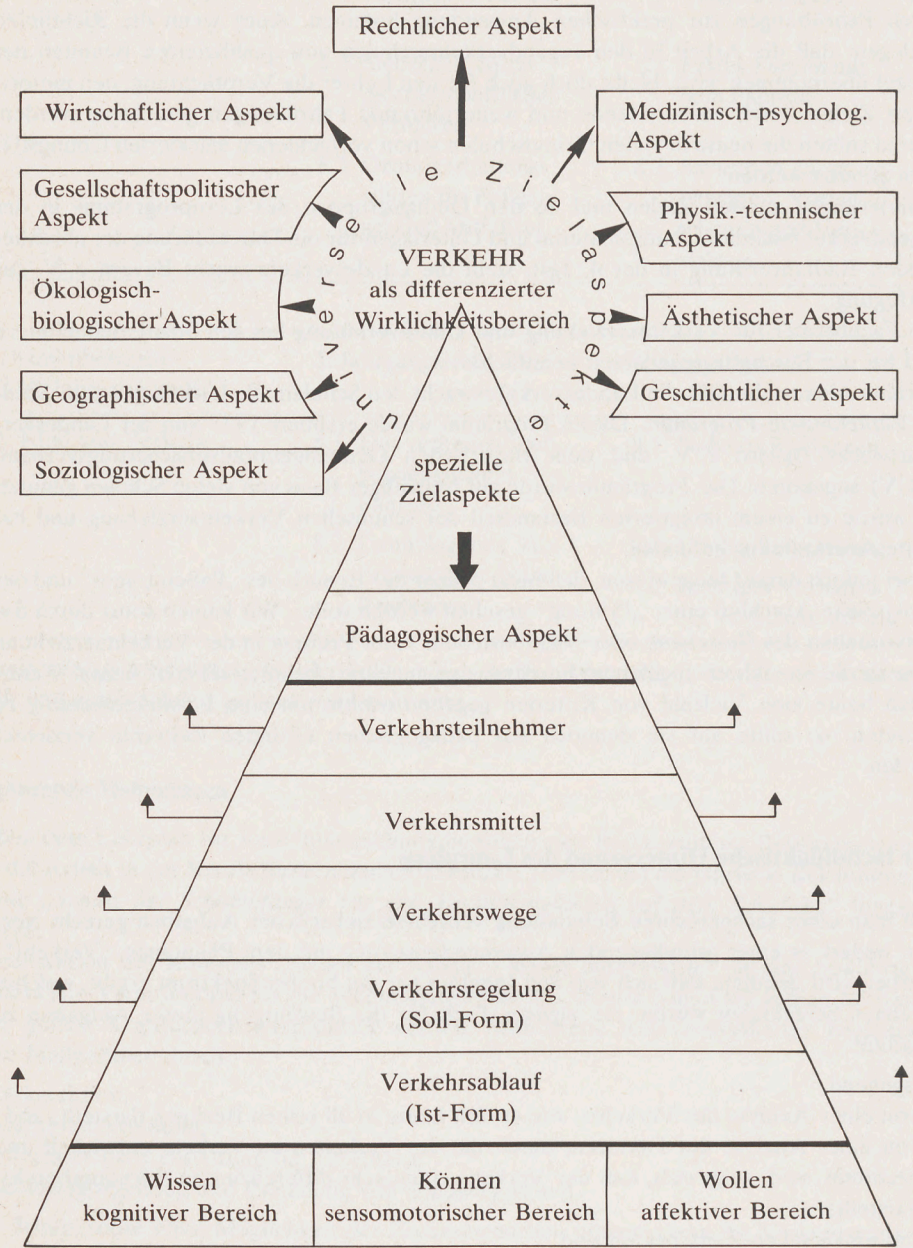 Rechtlicher Aspekt
Wirtschaftlicher Aspekt
Medizinisch-psycholog.
Aspekt
Gesellschaftspolitischer
Aspekt
Physik.-technischer
Aspekt
Ökologisch-
biologischer Aspekt
Ästhetischer Aspekt
Geographischer Aspekt
Geschichtlicher Aspekt
Soziologischer Aspekt
universelle Zielaspekte
VERKEHR
als differenzierter
Wirklichkeitsbereich
spezielle
Zielaspekte
Pädagogischer Aspekt
Verkehrsteilnehmer
Verkehrsmittel
Verkehrswege
Verkehrsregelung
(Soll-Form)
Verkehrsablauf
(Ist-Form)
Wissen
kognitiver Bereich
Können
sensomotorischer Bereich
Wollen
affektiver Bereich